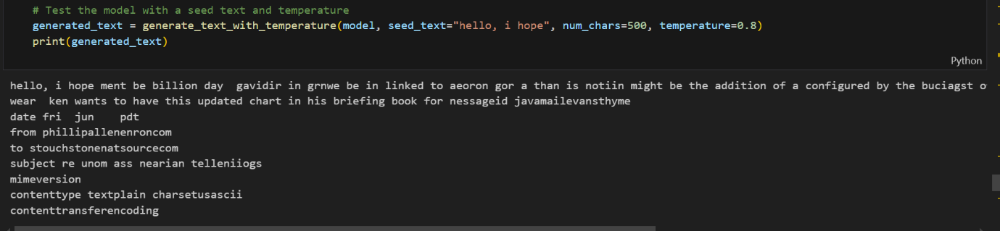 # Test the model with a seed text and temperature
generated_text = generate_text_with_temperature(model, seed_text="hello, i hope", num_chars=500, temperature=0.8)
print(generated_text)
Python
hello, i hope ment be billion day  gavidir in grnwe be in linked to aeoron gor a than is notiin might be the addition of a configured by the buciagst o
wear  ken wants to have this updated chart in his briefing book for nessageid javamailevansthyme
date fri  jun    pdt
from phillipallenenroncom
to stouchstonenatsourcecom
subject re unom ass nearian telleniiogs
mimeversion
contenttype textplain charsetusascii
contenttransferencoding